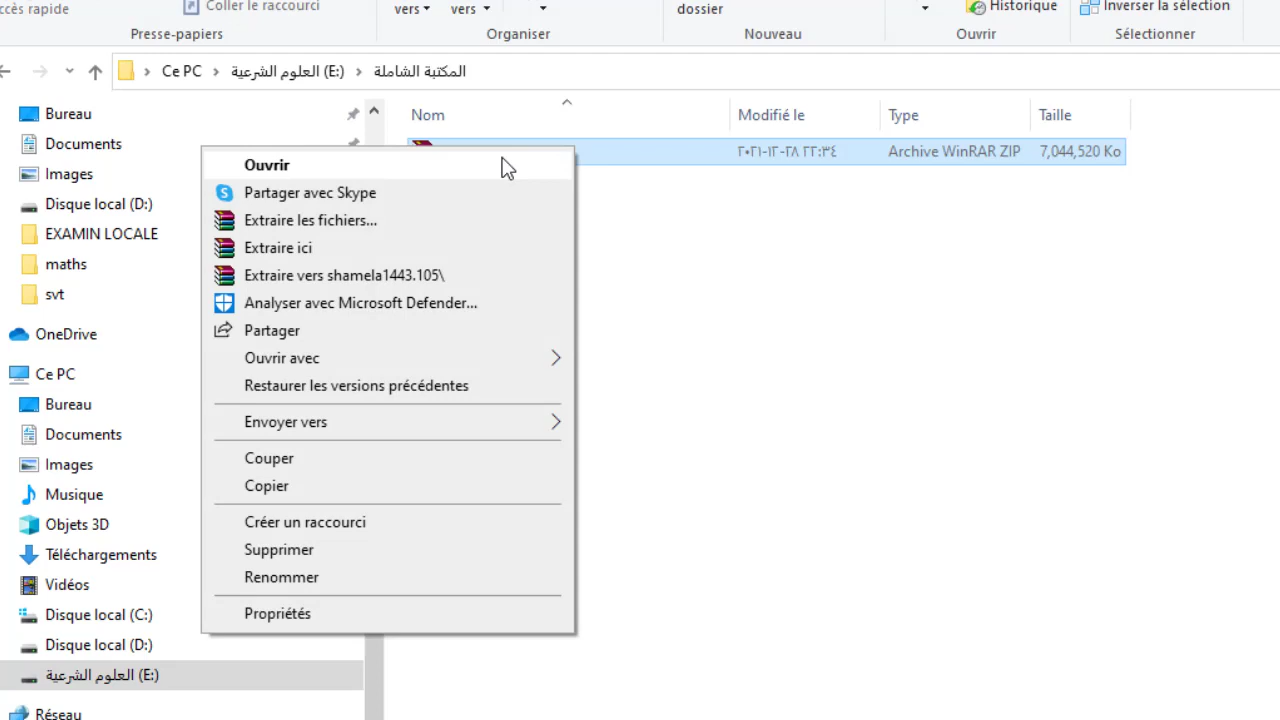 ccès rapide
Coller le raccourci
vers
vers
dossier
Historique
Inverser la sélection
Presse-papiers
Organiser
Nouveau
Ouvrir
Sélectionner
Ce PC
العلوم الشرعية (E:)
المكتبة الشاملة
Nom
Modifié le
Type
Taille
٢٠٢١-١٢-٢٨ ٢٢:٣٤
Archive WinRAR ZIP
7,044,520 Ko
Bureau
Documents
Images
Disque local (D:)
EXAMIN LOCALE
maths
svt
OneDrive
Ce PC
Bureau
Documents
Images
Musique
Objets 3D
Téléchargements
Vidéos
Disque local (C:)
Disque local (D:)
العلوم الشرعية (E:)
Réseau
Ouvrir
Partager avec Skype
Extraire les fichiers...
Extraire ici
Extraire vers shamela1443.105\
Analyser avec Microsoft Defender...
Partager
Ouvrir avec
Restaurer les versions précédentes
Envoyer vers
Couper
Copier
Créer un raccourci
Supprimer
Renommer
Propriétés